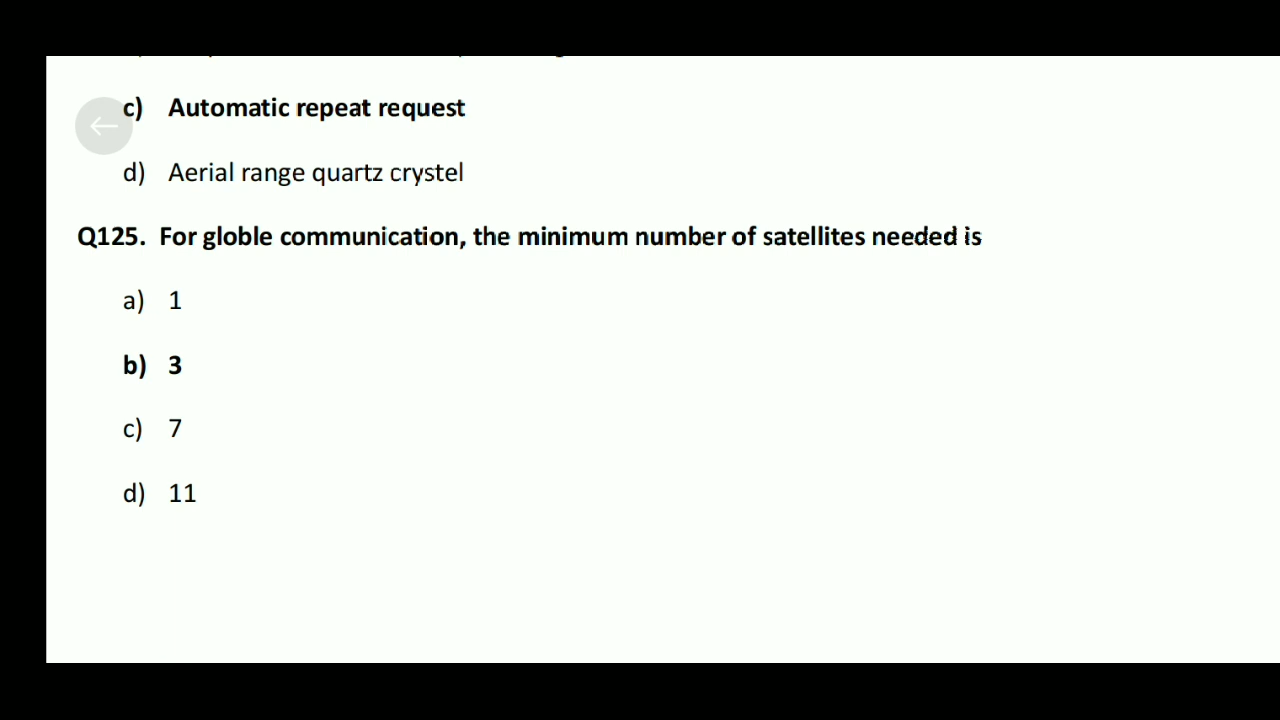 c) Automatic repeat request
d) Aerial range quartz crystel
Q125. For globle communication, the minimum number of satellites needed is
a) 1
b) 3
c) 7
d) 11